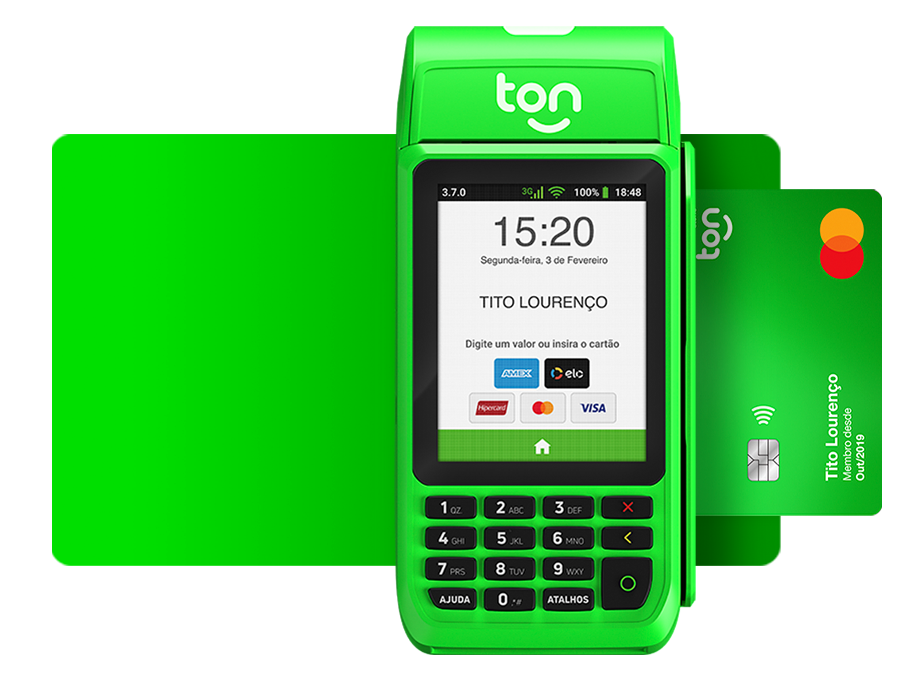 ton
3.7.0 3G 100% 18:48
15:20
Segunda-feira, 3 de Fevereiro
TITO LOURENÇO
Digite um valor ou insira o cartão
AMEX elo
Hipercard VISA
1 QZ. 2 ABC 3 DEF
4 GHI 5 JKL 6 MNO
7 PRS 8 TUV 9 WXY
AJUDA 0 .*# ATALHOS
ton
Tito Lourenço
Membro desde
Out/2019